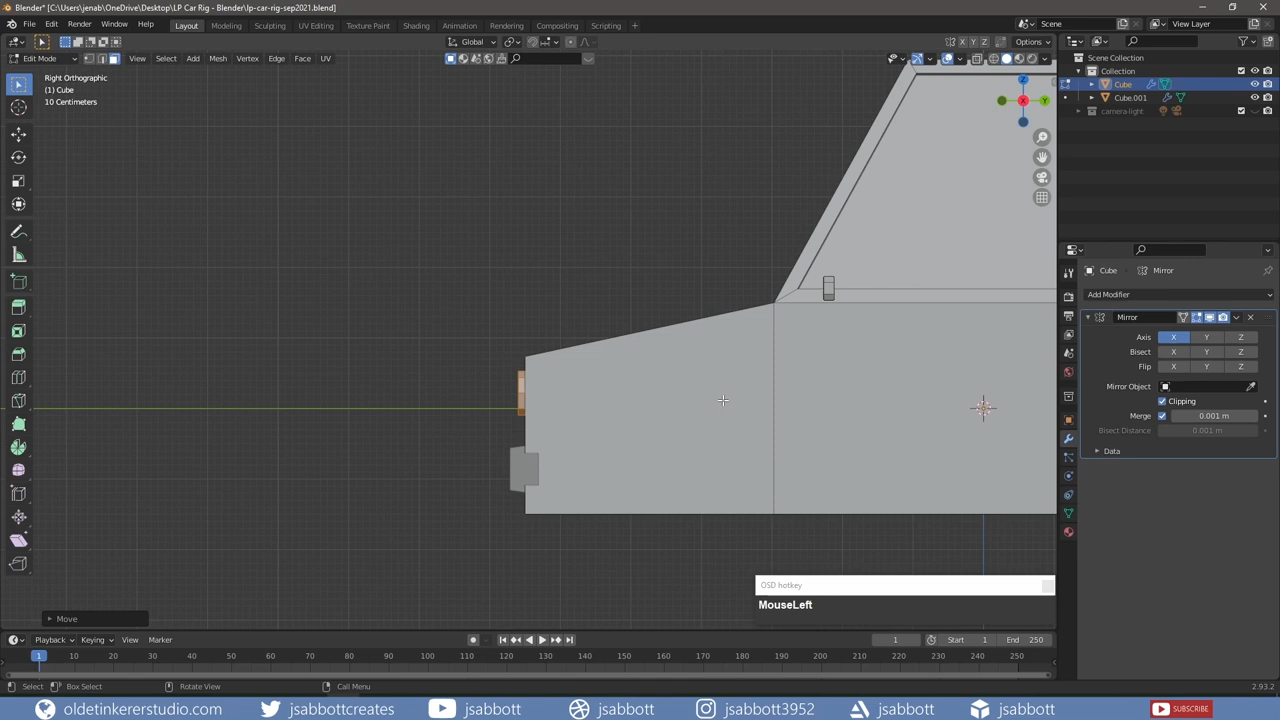 Blender* [C:\Users\jenab\OneDrive\Desktop\LP Car Rig - Blender\lp-car-rig-sep2021.blend]
File Edit Render Window Help Layout Modeling Sculpting UV Editing Texture Paint Shading Animation Rendering Compositing Scripting Scene View Layer
Global Options
Edit Mode View Select Add Mesh Vertex Edge Face UV X Y Z
Right Orthographic
(1) Cube
10 Centimeters
Z
X
Y
Scene Collection
Collection
Cube
Cube.001
camera-light
Cube Mirror
Add Modifier
Mirror
Axis X Y Z
Bisect X Y Z
Flip X Y Z
Mirror Object
Clipping
Merge 0.001 m
Bisect Distance 0.001 m
Data
OSD hotkey
MouseLeft
Move
Playback Keying View Marker 1 Start 1 End 250
1 10 20 30 40 50 60 70 80 90 100 110 120 130 140 150 160 170 180 190 200 210 220 230 240 250
Select Box Select Rotate View Call Menu 2.93.2
oldetinkererstudio.com jsabbottcreates jsabbott jsabbott jsabbott3952 jsabbott jsabbott SUBSCRIBE